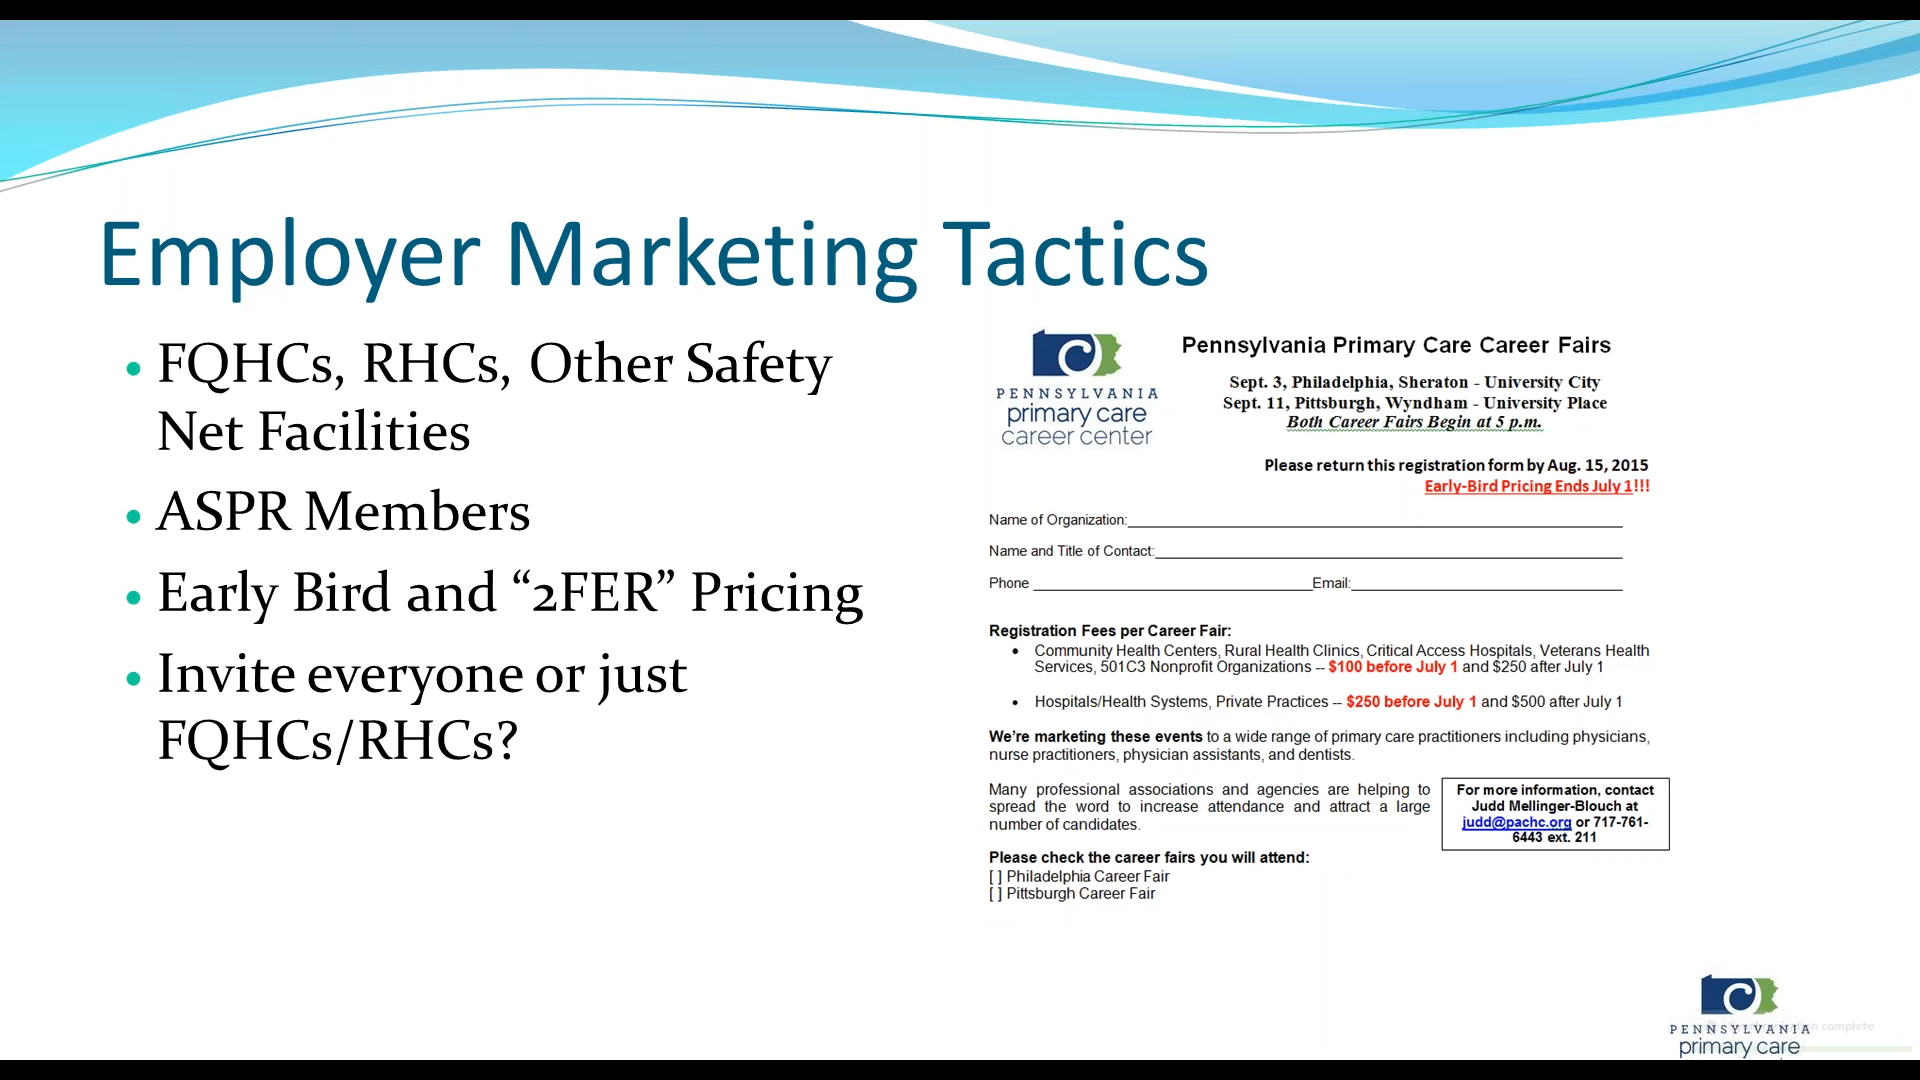 Employer Marketing Tactics
• FQHCs, RHCs, Other Safety
Net Facilities
• ASPR Members
• Early Bird and “2FER” Pricing
• Invite everyone or just
FQHCs/RHCs?
PENNSYLVANIA
primary care
career center
Pennsylvania Primary Care Career Fairs
Sept. 3, Philadelphia, Sheraton - University City
Sept. 11, Pittsburgh, Wyndham - University Place
Both Career Fairs Begin at 5 p.m.
Please return this registration form by Aug. 15, 2015
Early-Bird Pricing Ends July 1!!!
Name of Organization:
Name and Title of Contact:
Phone Email:
Registration Fees per Career Fair:
• Community Health Centers, Rural Health Clinics, Critical Access Hospitals, Veterans Health
Services, 501C3 Nonprofit Organizations -- $100 before July 1 and $250 after July 1
• Hospitals/Health Systems, Private Practices -- $250 before July 1 and $500 after July 1
We’re marketing these events to a wide range of primary care practitioners including physicians,
nurse practitioners, physician assistants, and dentists.
Many professional associations and agencies are helping to
spread the word to increase attendance and attract a large
number of candidates.
For more information, contact
Judd Mellinger-Blouch at
judd@pachc.org or 717-761-
6443 ext. 211
Please check the career fairs you will attend:
[ ] Philadelphia Career Fair
[ ] Pittsburgh Career Fair
complete
PENNSYLVANIA
primary care